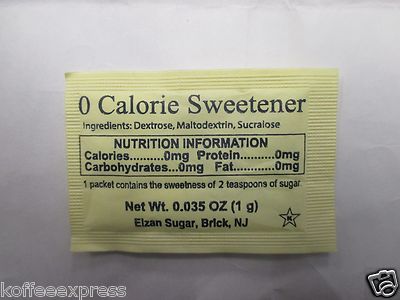 0 Calorie Sweetener
Ingredients: Dextrose, Maltodextrin, Sucralose
NUTRITION INFORMATION
Calories..........0mg Protein..........0mg
Carbohydrates...0mg Fat...............0mg
1 packet contains the sweetness of 2 teaspoons of sugar
Net Wt. 0.035 OZ (1 g)
Elzan Sugar, Brick, NJ
K
koffeeexpress